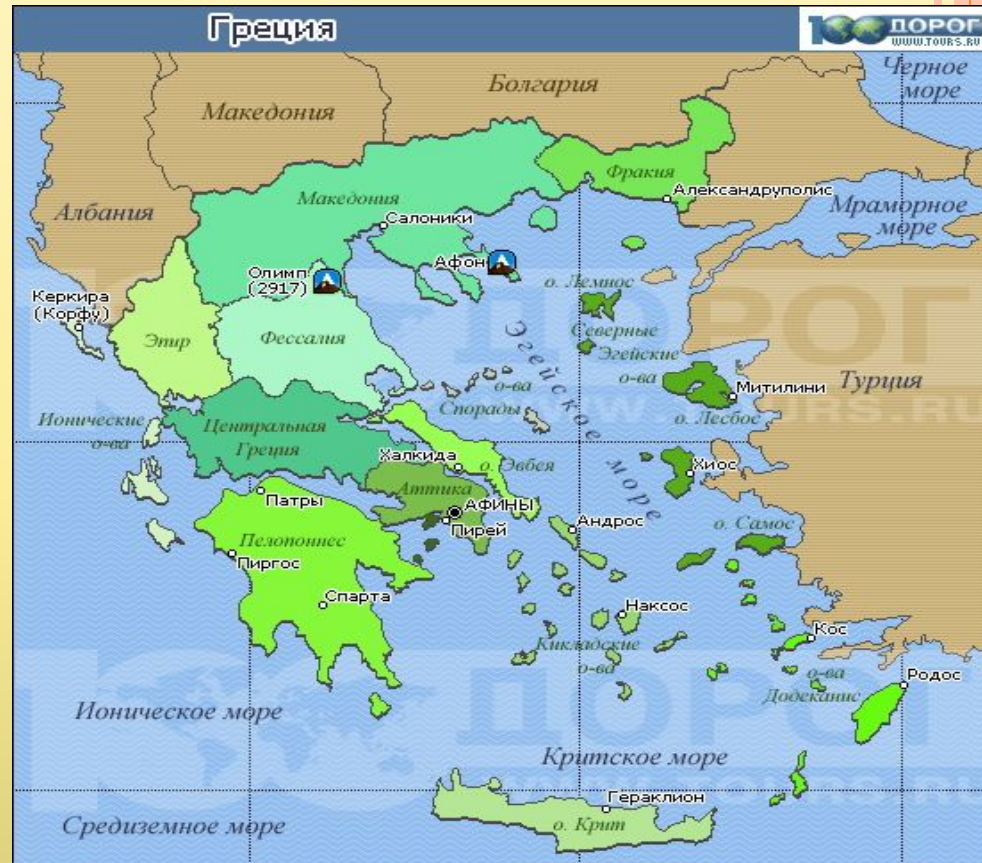 Греция
100 ДОРОГ
WWW.TOURS.RU
Черное
море
Болгария
Македония
Фракия
Александруполис
Албания
Македония
Мраморное
море
Салоники
Олимп
(2917)
Афон
о. Лемнос
Керкира
(Корфу)
Эпир
Фессалия
Северные
Эгейские
о-ва
Эгейское море
о-ва
Спорады
Митилини
Турция
о. Лесбос
Ионические
о-ва
Центральная
Греция
Халкида
о. Эвбея
Хиос
Аттика
Патры
АФИНЫ
Пирей
Андрос
о. Самос
Пелопоннес
Пиргос
Спарта
Наксос
Кос
Кикладские
о-ва
о-ва
Додеканис
Родос
Ионическое море
Критское море
Гераклион
Средиземное море
о. Крит